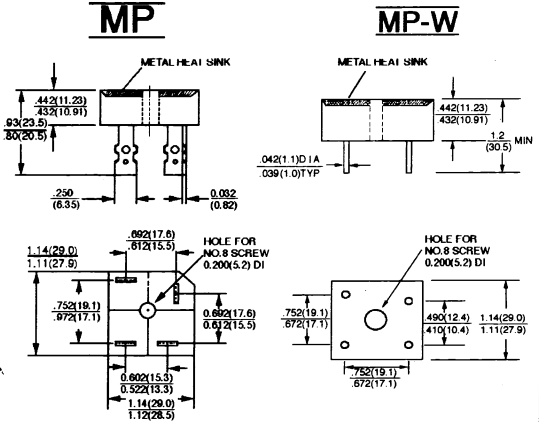 MP
MP-W
METAL HEAT SINK
METAL HEAT SINK
.442(11.23)
.432(10.91)
.93(23.5)
.80(20.5)
.250
(6.35)
0.032
(0.82)
.442(11.23)
.432(10.91)
1.2
(30.5)
MIN
.042(1.1)DIA
.039(1.0)TYP
.692(17.6)
.612(15.5)
HOLE FOR
NO.8 SCREW
0.200(5.2) DI
1.14(29.0)
1.11(27.9)
.752(19.1)
.972(17.1)
0.692(17.6)
0.612(15.5)
0.602(15.3)
0.522(13.3)
1.14(29.0)
1.12(28.5)
HOLE FOR
NO.8 SCREW
0.200(5.2) DI
.752(19.1)
.672(17.1)
.490(12.4)
.410(10.4)
1.14(29.0)
1.11(27.9)
.752(19.1)
.672(17.1)